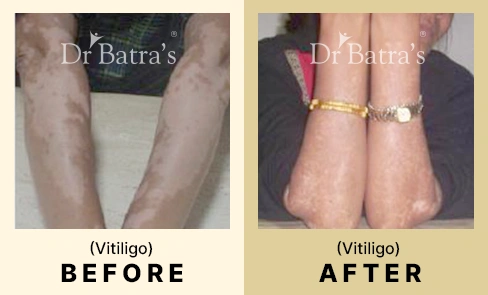 Dr Batra's®
Dr Batra's®
(Vitiligo)
BEFORE
(Vitiligo)
AFTER